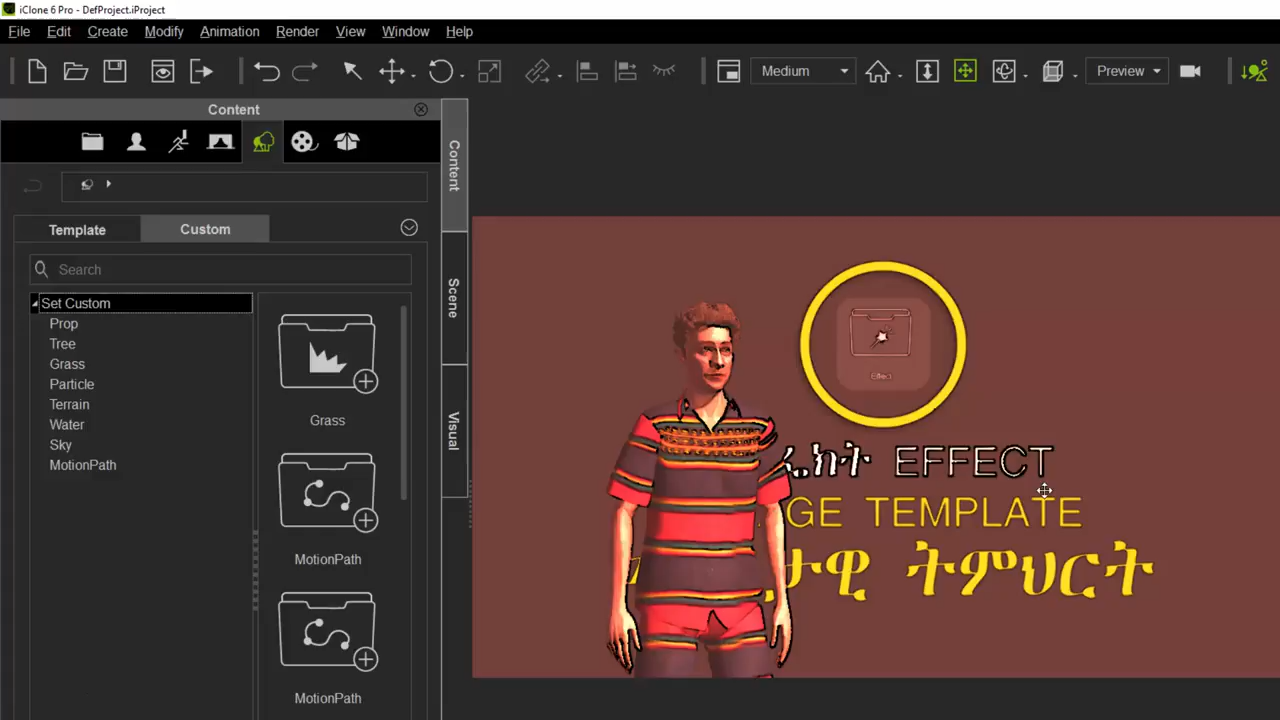 iClone 6 Pro - DefProject.iProject
File Edit Create Modify Animation Render View Window Help
Medium
Preview
Content
Content
Scene
Visual
Template Custom
Search
Set Custom
Prop
Tree
Grass
Particle
Terrain
Water
Sky
MotionPath
Grass
MotionPath
MotionPath
Effect
ፌክት EFFECT
GE TEMPLATE
ታዊ ትምህርት